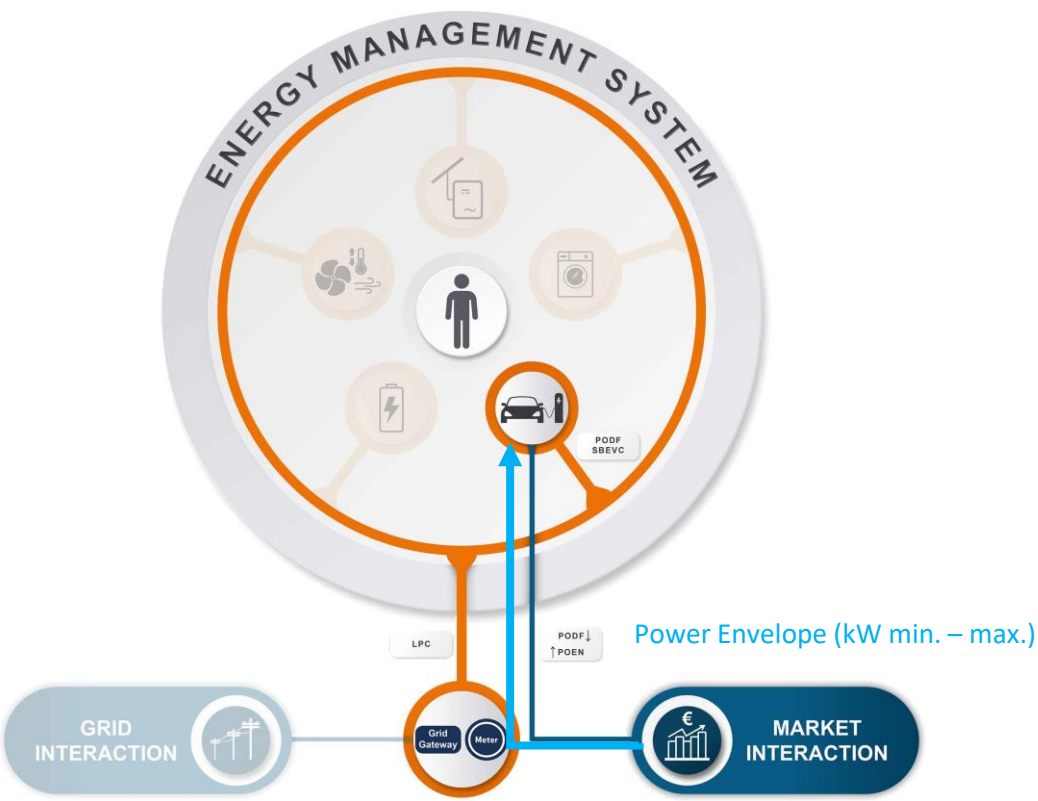 ENERGY MANAGEMENT SYSTEM
PODF
SBEVC
LPC
PODF↓
↑POEN
Power Envelope (kW min. – max.)
GRID
INTERACTION
Grid
Gateway
Meter
€
MARKET
INTERACTION